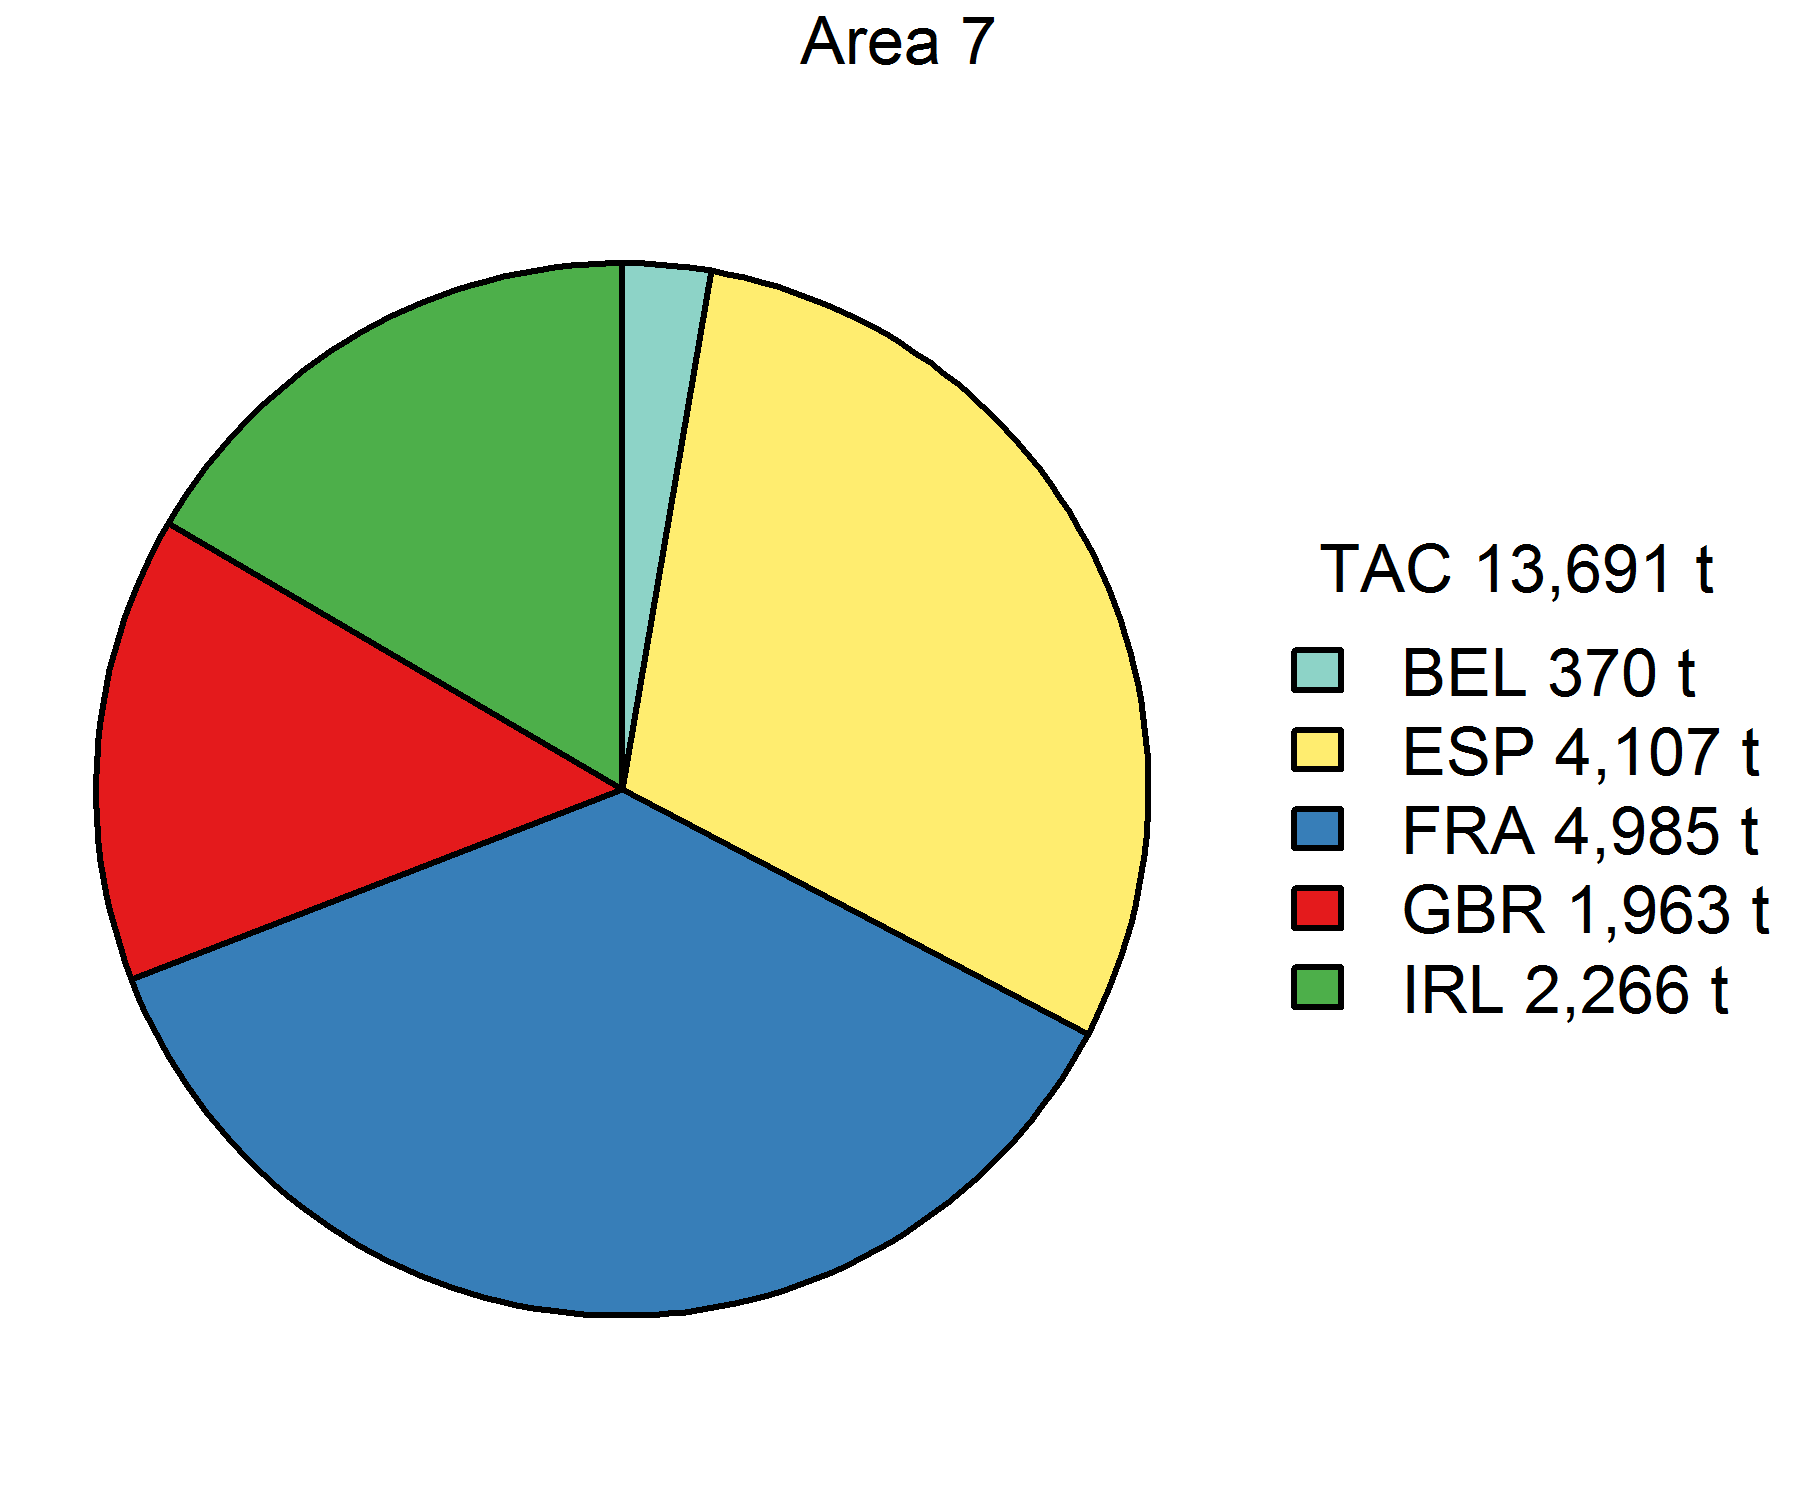 Area 7
TAC 13,691 t
BEL 370 t
ESP 4,107 t
FRA 4,985 t
GBR 1,963 t
IRL 2,266 t